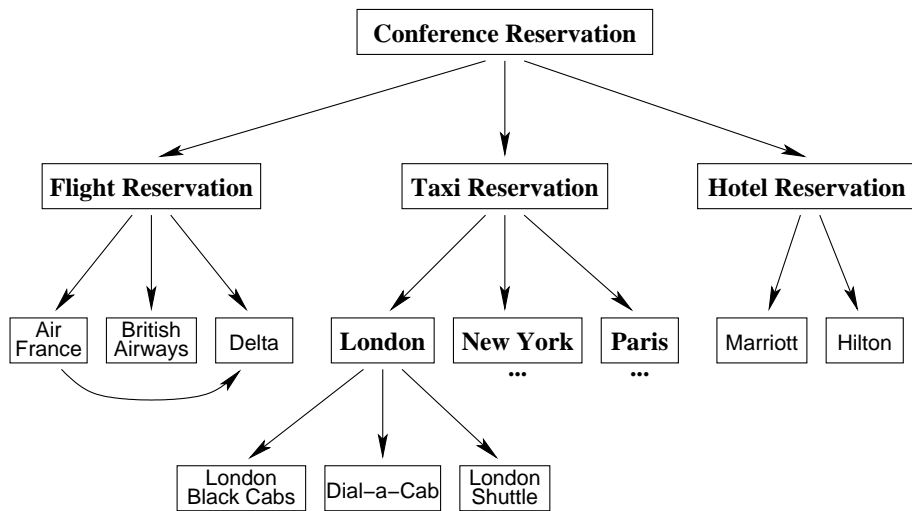 Conference Reservation
Flight Reservation
Taxi Reservation
Hotel Reservation
Air
France
British
Airways
Delta
London
New York
...
Paris
...
Marriott
Hilton
London
Black Cabs
Dial−a−Cab
London
Shuttle